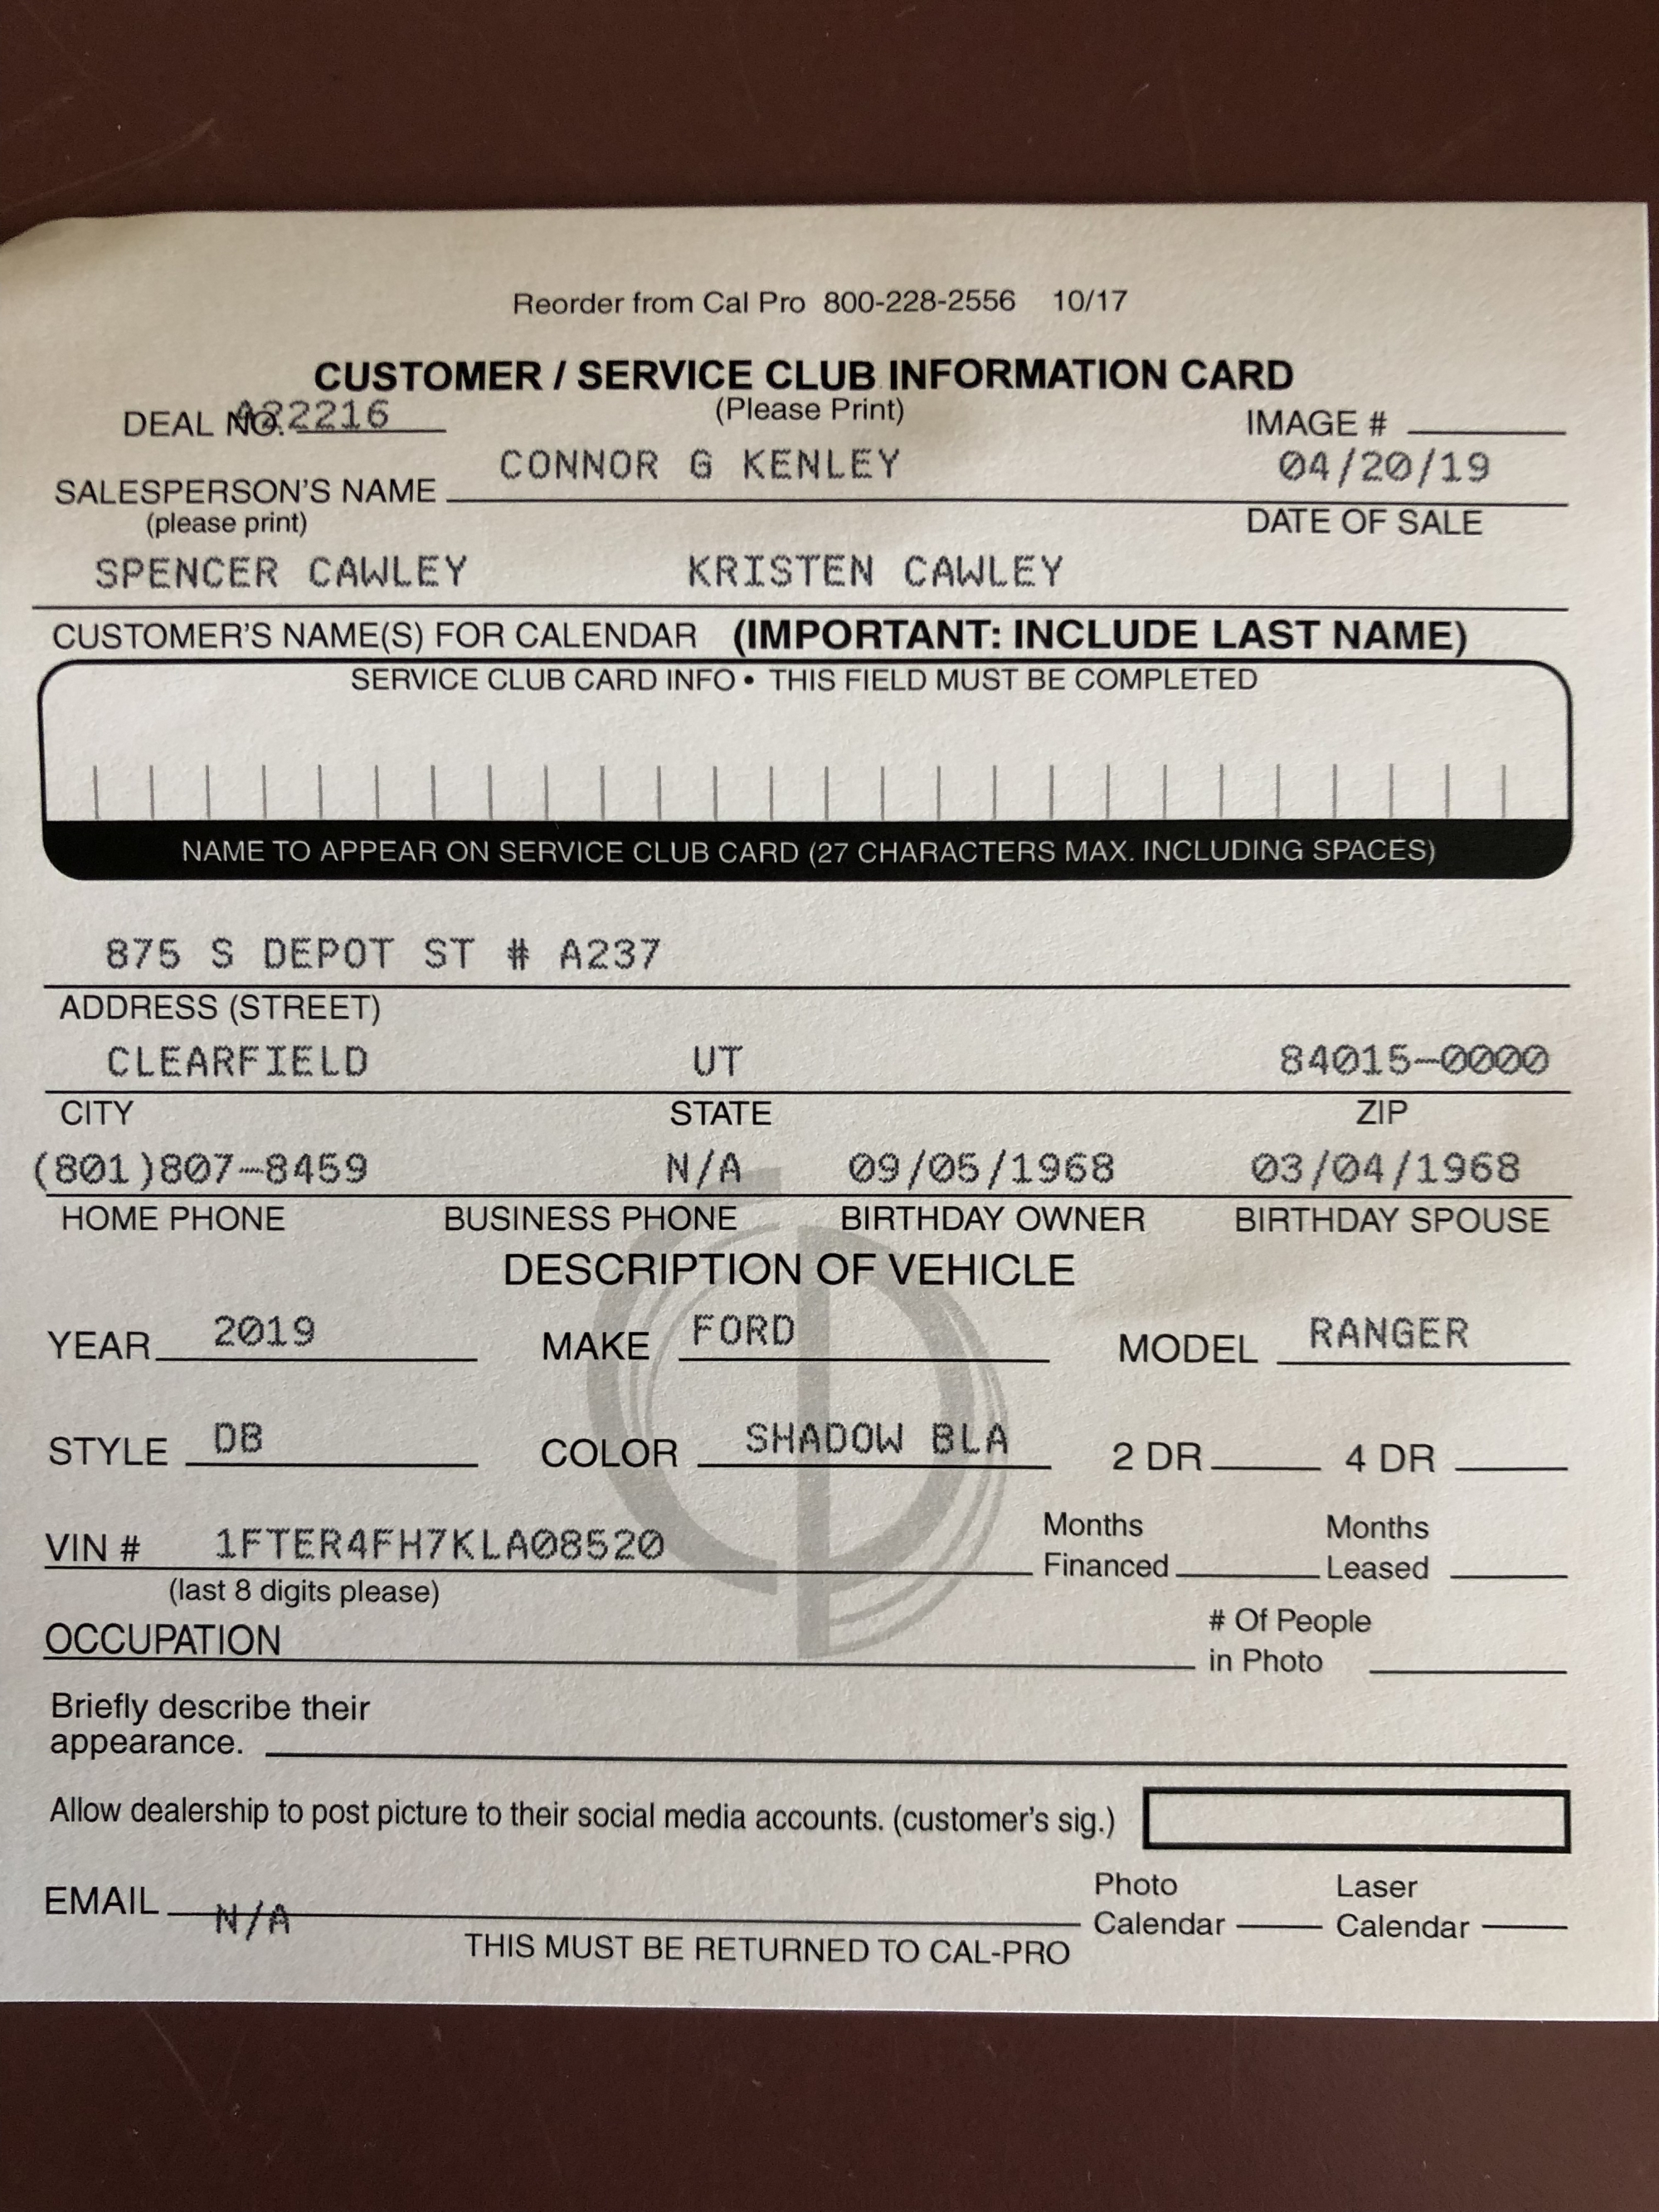 Reorder from Cal Pro 800-228-2556 10/17
CUSTOMER / SERVICE CLUB INFORMATION CARD
DEAL NO. A22216 (Please Print) IMAGE #
CONNOR G KENLEY 04/20/19
SALESPERSON'S NAME
(please print) DATE OF SALE
SPENCER CAWLEY KRISTEN CAWLEY
CUSTOMER'S NAME(S) FOR CALENDAR (IMPORTANT: INCLUDE LAST NAME)
SERVICE CLUB CARD INFO • THIS FIELD MUST BE COMPLETED
NAME TO APPEAR ON SERVICE CLUB CARD (27 CHARACTERS MAX. INCLUDING SPACES)
875 S DEPOT ST # A237
ADDRESS (STREET)
CLEARFIELD UT 84015-0000
CITY STATE ZIP
(801)807-8459 N/A 09/05/1968 03/04/1968
HOME PHONE BUSINESS PHONE BIRTHDAY OWNER BIRTHDAY SPOUSE
DESCRIPTION OF VEHICLE
YEAR 2019 MAKE FORD MODEL RANGER
STYLE DB COLOR SHADOW BLA 2 DR 4 DR
VIN # 1FTER4FH7KLA08520 Months Financed Months Leased
(last 8 digits please)
OCCUPATION # Of People in Photo
Briefly describe their
appearance.
Allow dealership to post picture to their social media accounts. (customer's sig.)
EMAIL N/A Photo Calendar Laser Calendar
THIS MUST BE RETURNED TO CAL-PRO